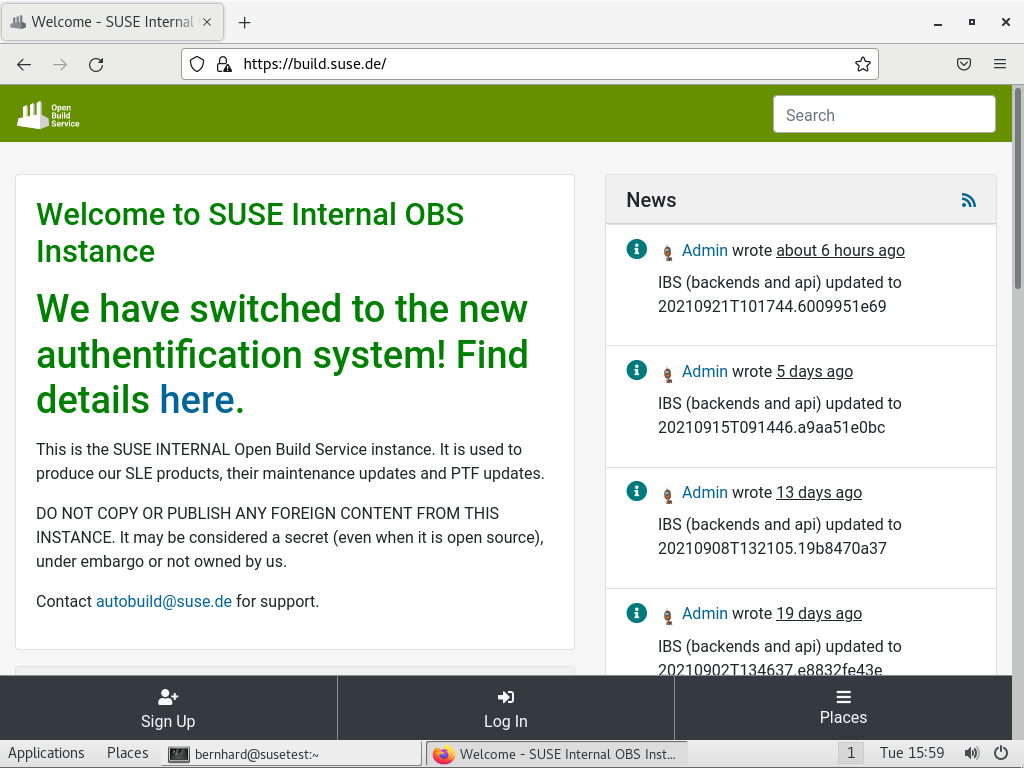 Welcome - SUSE Internal
https://build.suse.de/
Open
Build
Service
Search
Welcome to SUSE Internal OBS
Instance
We have switched to the new
authentification system! Find
details here.
This is the SUSE INTERNAL Open Build Service instance. It is used to
produce our SLE products, their maintenance updates and PTF updates.
DO NOT COPY OR PUBLISH ANY FOREIGN CONTENT FROM THIS
INSTANCE. It may be considered a secret (even when it is open source),
under embargo or not owned by us.
Contact autobuild@suse.de for support.
News
Admin wrote about 6 hours ago
IBS (backends and api) updated to
20210921T101744.6009951e69
Admin wrote 5 days ago
IBS (backends and api) updated to
20210915T091446.a9aa51e0bc
Admin wrote 13 days ago
IBS (backends and api) updated to
20210908T132105.19b8470a37
Admin wrote 19 days ago
IBS (backends and api) updated to
20210902T134637.e8832fe43e
Sign Up
Log In
Places
Applications
Places
bernhard@susetest:~
Welcome - SUSE Internal OBS Inst...
1
Tue 15:59